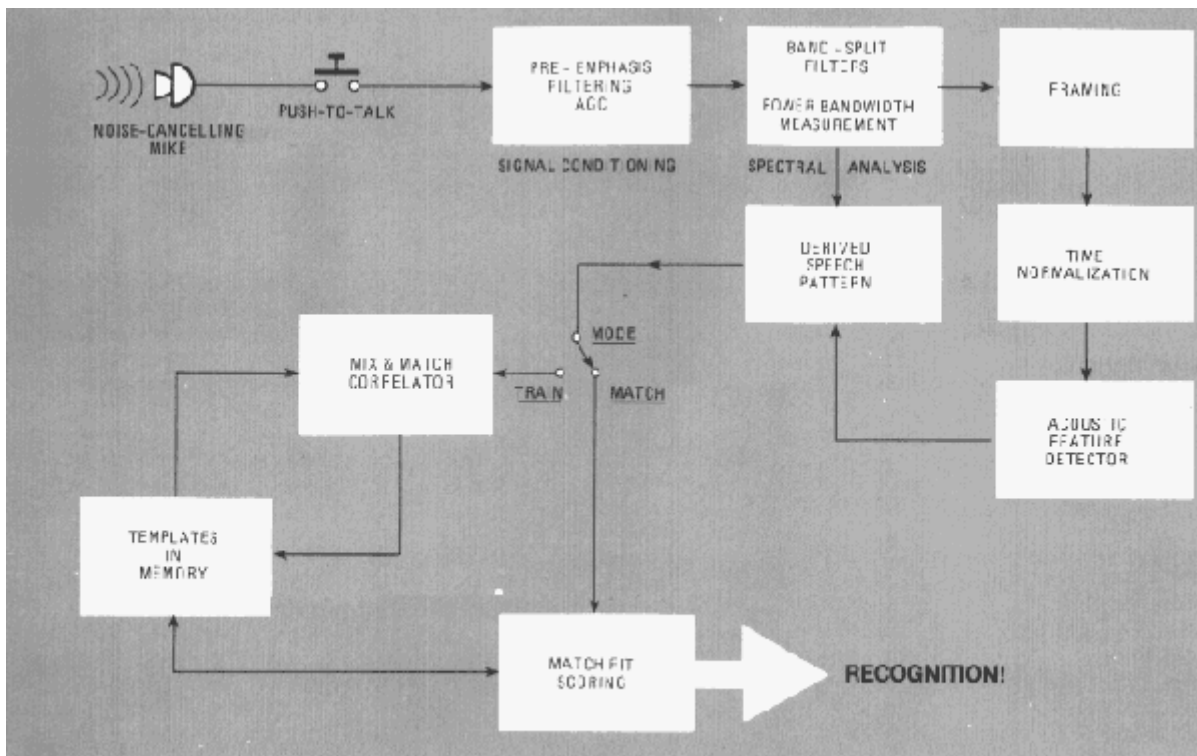 NOISE-CANCELLING
MIKE
PUSH-TO-TALK
PRE-EMPHASIS
FILTERING
AGC
SIGNAL CONDITIONING
BAND-SPLIT
FILTERS
POWER BANDWIDTH
MEASUREMENT
SPECTRAL ANALYSIS
FRAMING
TIME
NORMALIZATION
ACOUSTIC
FEATURE
DETECTOR
DERIVED
SPEECH
PATTERN
MODE
TRAIN
MATCH
MIX & MATCH
CORRELATOR
TEMPLATES
IN
MEMORY
MATCH FIT
SCORING
RECOGNITION!